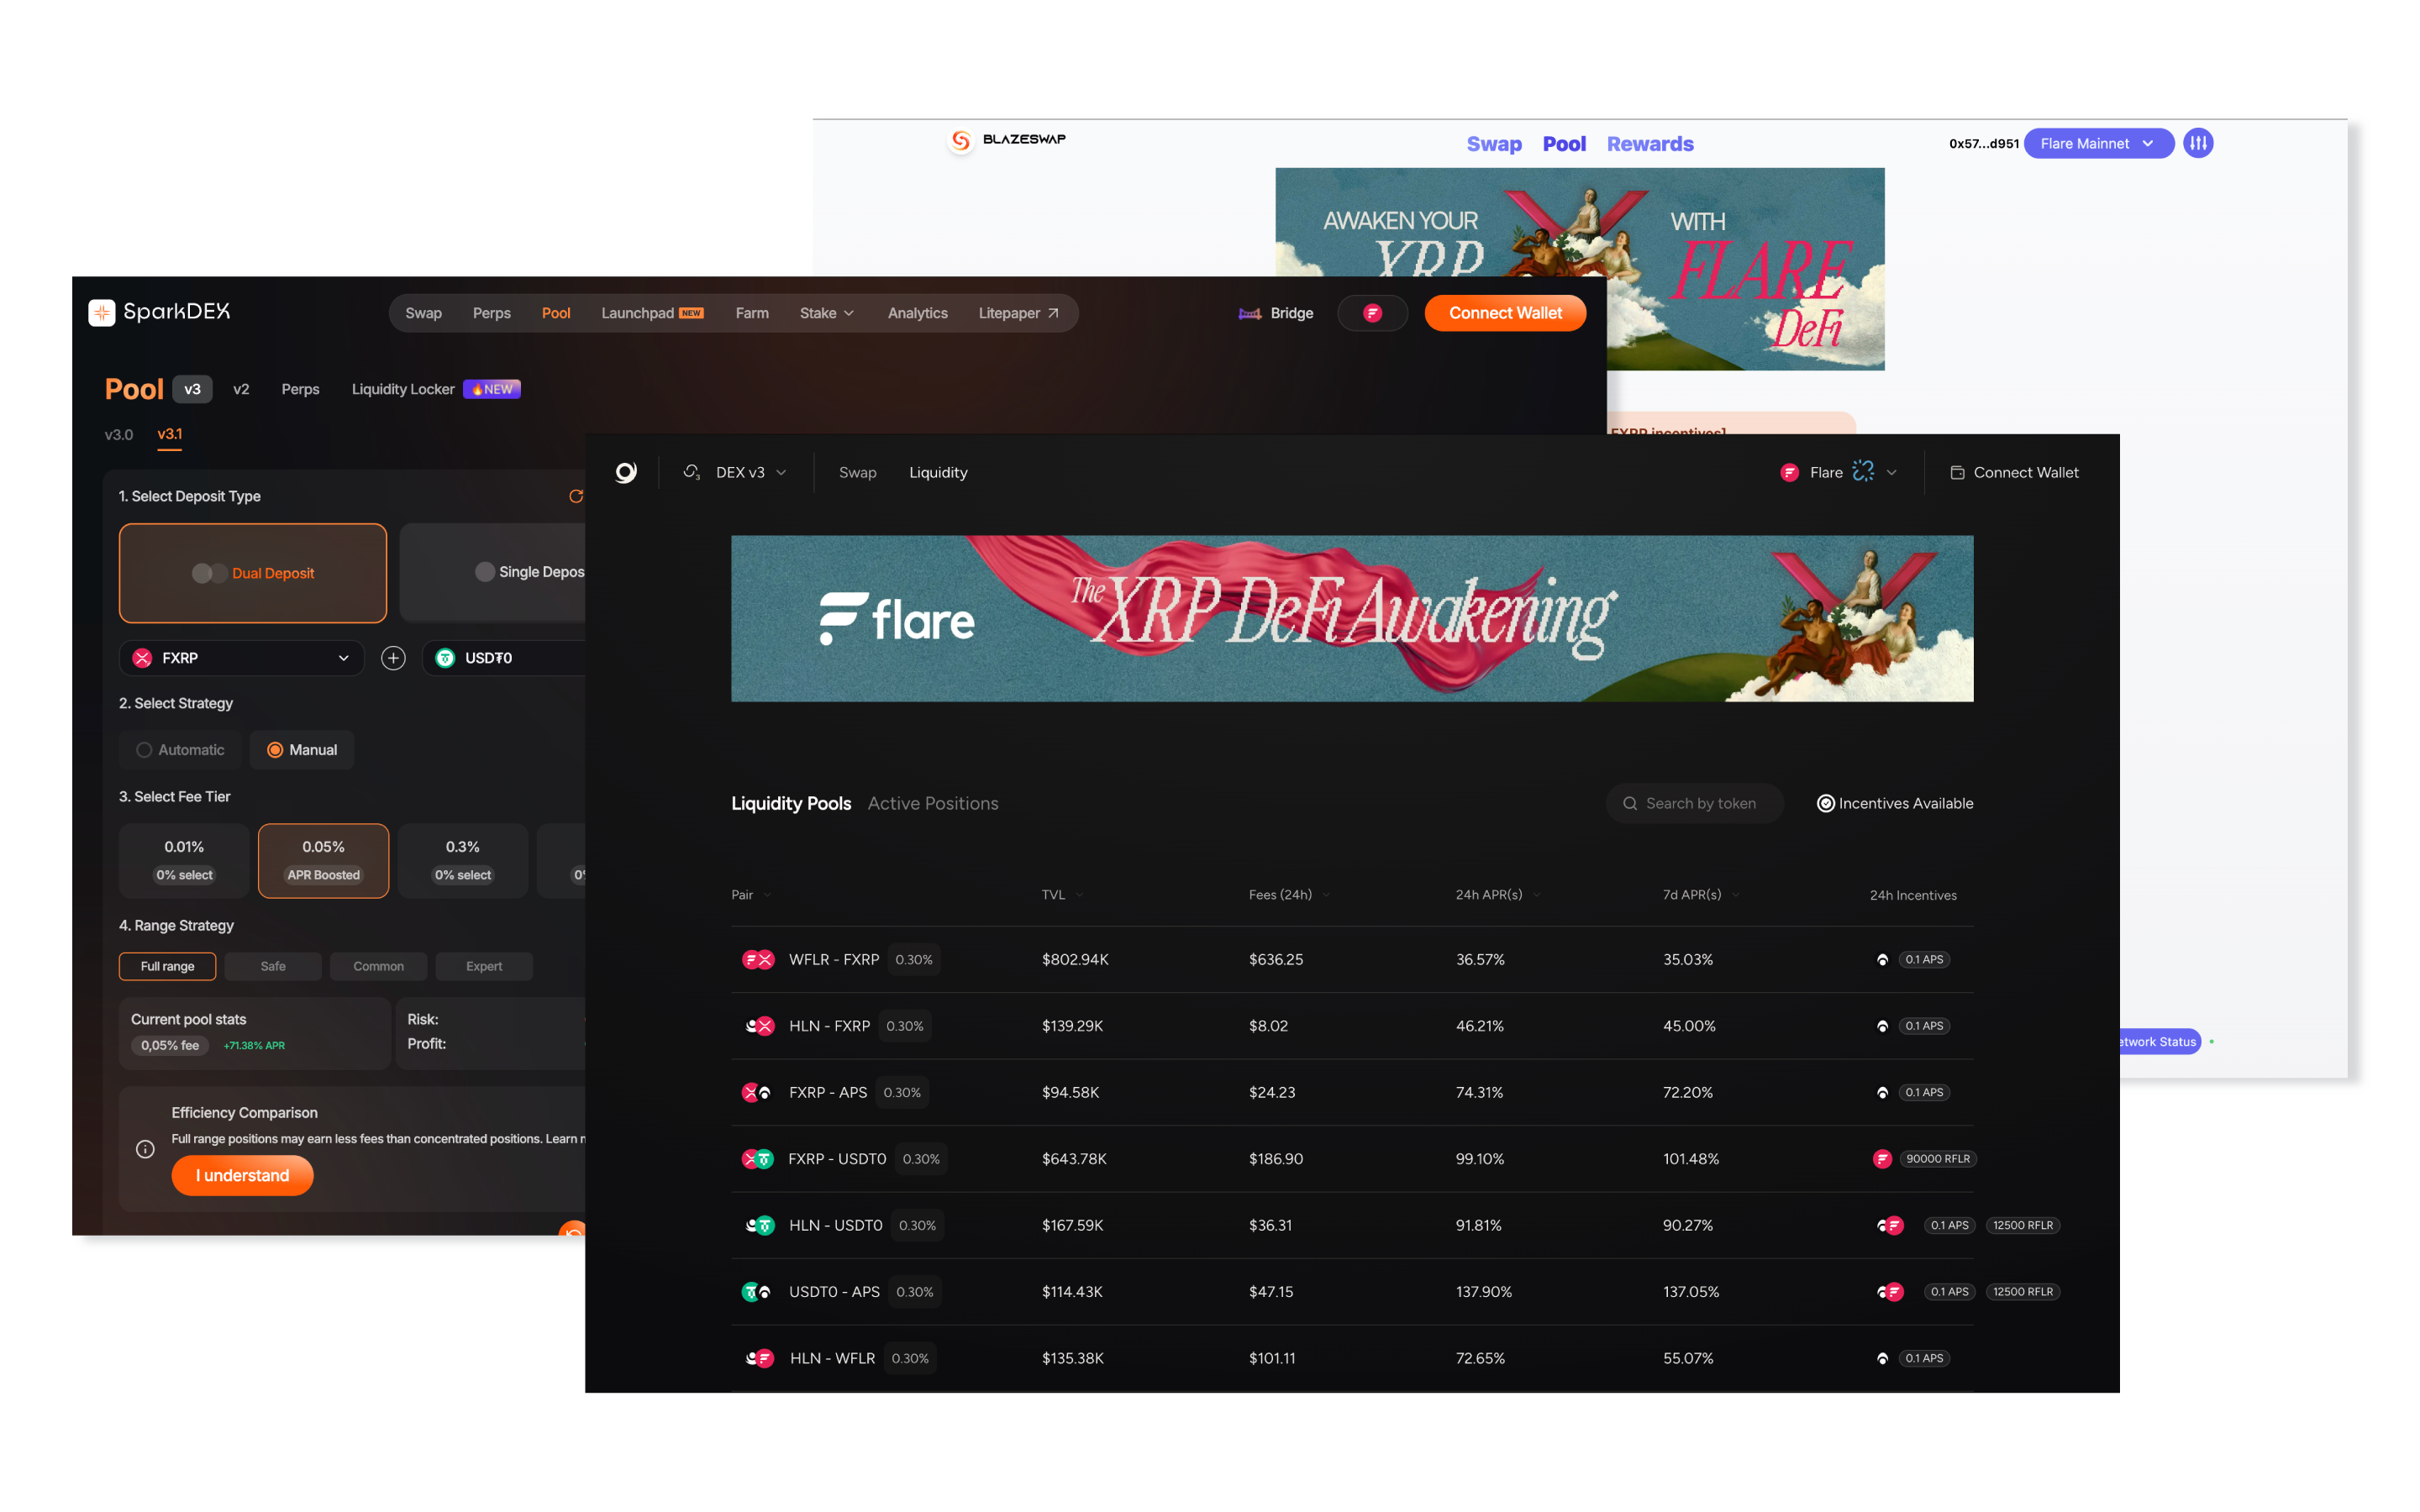 BLAZESWAP
Swap Pool Rewards
0x57...d951 Flare Mainnet
AWAKEN YOUR
XRP
WITH
FLARE
DeFi
FXRP incentives]
Network Status
SparkDEX
Swap Perps Pool Launchpad NEW Farm Stake Analytics Litepaper
Bridge Connect Wallet
Pool v3 v2 Perps Liquidity Locker NEW
v3.0 v3.1
1. Select Deposit Type
Dual Deposit Single Depos
FXRP USD₮0
2. Select Strategy
Automatic Manual
3. Select Fee Tier
0.01% 0.05% 0.3%
0% select APR Boosted 0% select 0
4. Range Strategy
Full range Safe Common Expert
Current pool stats
0,05% fee +71.38% APR
Risk:
Profit:
Efficiency Comparison
Full range positions may earn less fees than concentrated positions. Learn
I understand
DEX v3 Swap Liquidity
Flare Connect Wallet
flare
The XRP DeFi Awakening
Liquidity Pools Active Positions
Search by token Incentives Available
Pair TVL Fees (24h) 24h APR(s) 7d APR(s) 24h Incentives
WFLR - FXRP 0.30% $802.94K $636.25 36.57% 35.03% 0.1 APS
HLN - FXRP 0.30% $139.29K $8.02 46.21% 45.00% 0.1 APS
FXRP - APS 0.30% $94.58K $24.23 74.31% 72.20% 0.1 APS
FXRP - USDT0 0.30% $643.78K $186.90 99.10% 101.48% 90000 RFLR
HLN - USDT0 0.30% $167.59K $36.31 91.81% 90.27% 0.1 APS 12500 RFLR
USDT0 - APS 0.30% $114.43K $47.15 137.90% 137.05% 0.1 APS 12500 RFLR
HLN - WFLR 0.30% $135.38K $101.11 72.65% 55.07% 0.1 APS